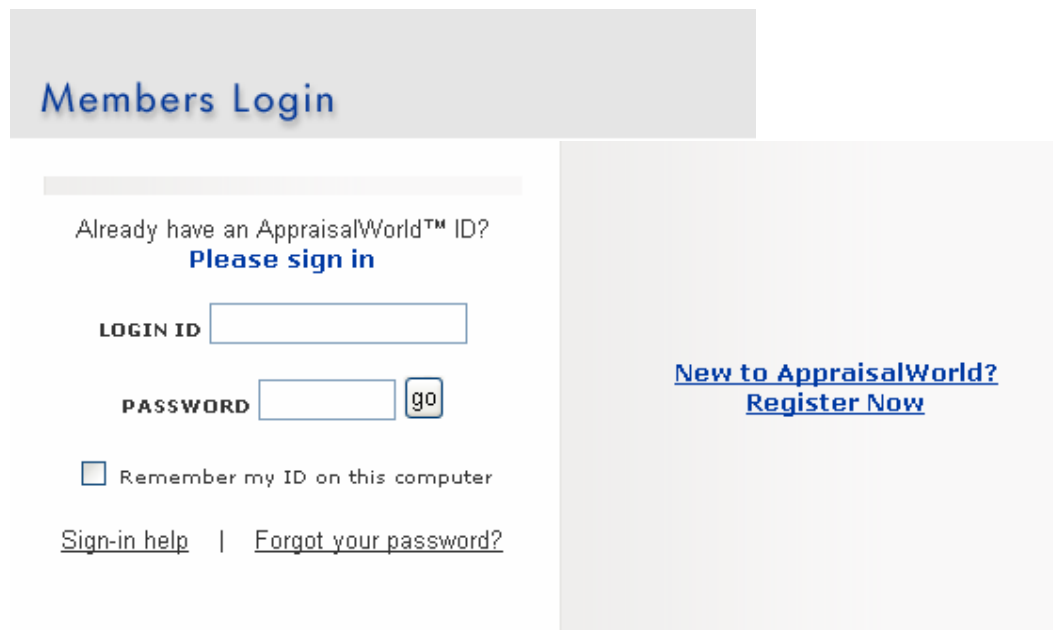 Members Login
Already have an AppraisalWorld™ ID?
Please sign in
LOGIN ID
PASSWORD go
Remember my ID on this computer
Sign-in help | Forgot your password?
New to AppraisalWorld?
Register Now